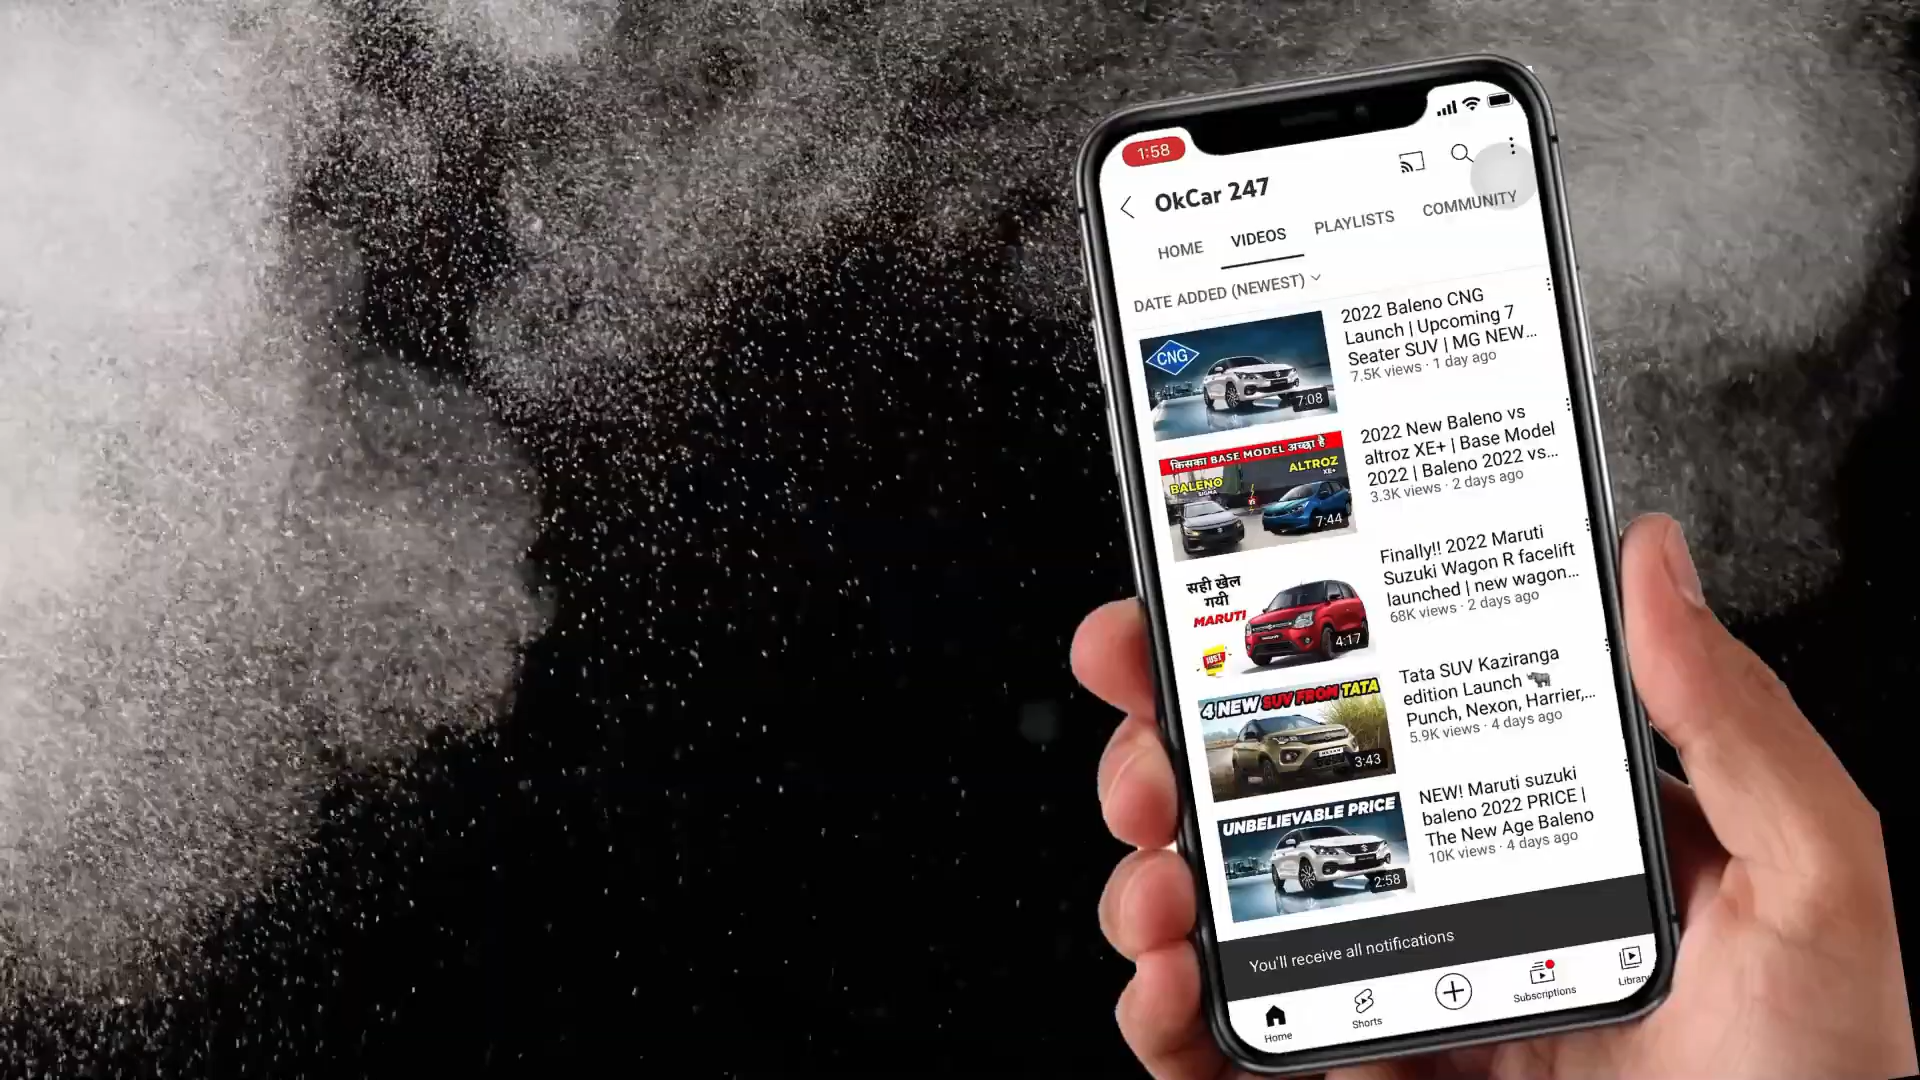 1:58
OkCar 247
HOME
VIDEOS
PLAYLISTS
COMMUNITY
DATE ADDED (NEWEST)
CNG
7:08
2022 Baleno CNG
Launch | Upcoming 7
Seater SUV | MG NEW...
7.5K views · 1 day ago
किसका BASE MODEL अच्छा है
BALENO
SIGMA
VS
ALTROZ
XE+
7:44
2022 New Baleno vs
altroz XE+ | Base Model
2022 | Baleno 2022 vs...
3.3K views · 2 days ago
सही खेल
गयी
MARUTI
JUST
4:17
Finally!! 2022 Maruti
Suzuki Wagon R facelift
launched | new wagon...
68K views · 2 days ago
4 NEW SUV FROM TATA
3:43
Tata SUV Kaziranga
edition Launch 🦏
Punch, Nexon, Harrier,...
5.9K views · 4 days ago
UNBELIEVABLE PRICE
2:58
NEW! Maruti suzuki
baleno 2022 PRICE |
The New Age Baleno
10K views · 4 days ago
You'll receive all notifications
Home
Shorts
Subscriptions
Library